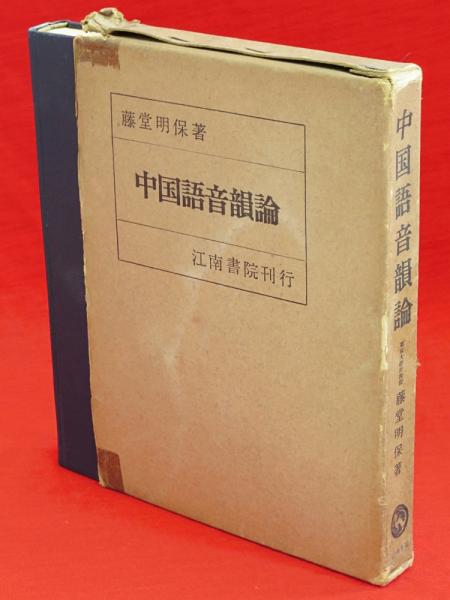 藤堂明保著
中国語音韻論
江南書院刊行
中国語音韻論
藤堂明保著